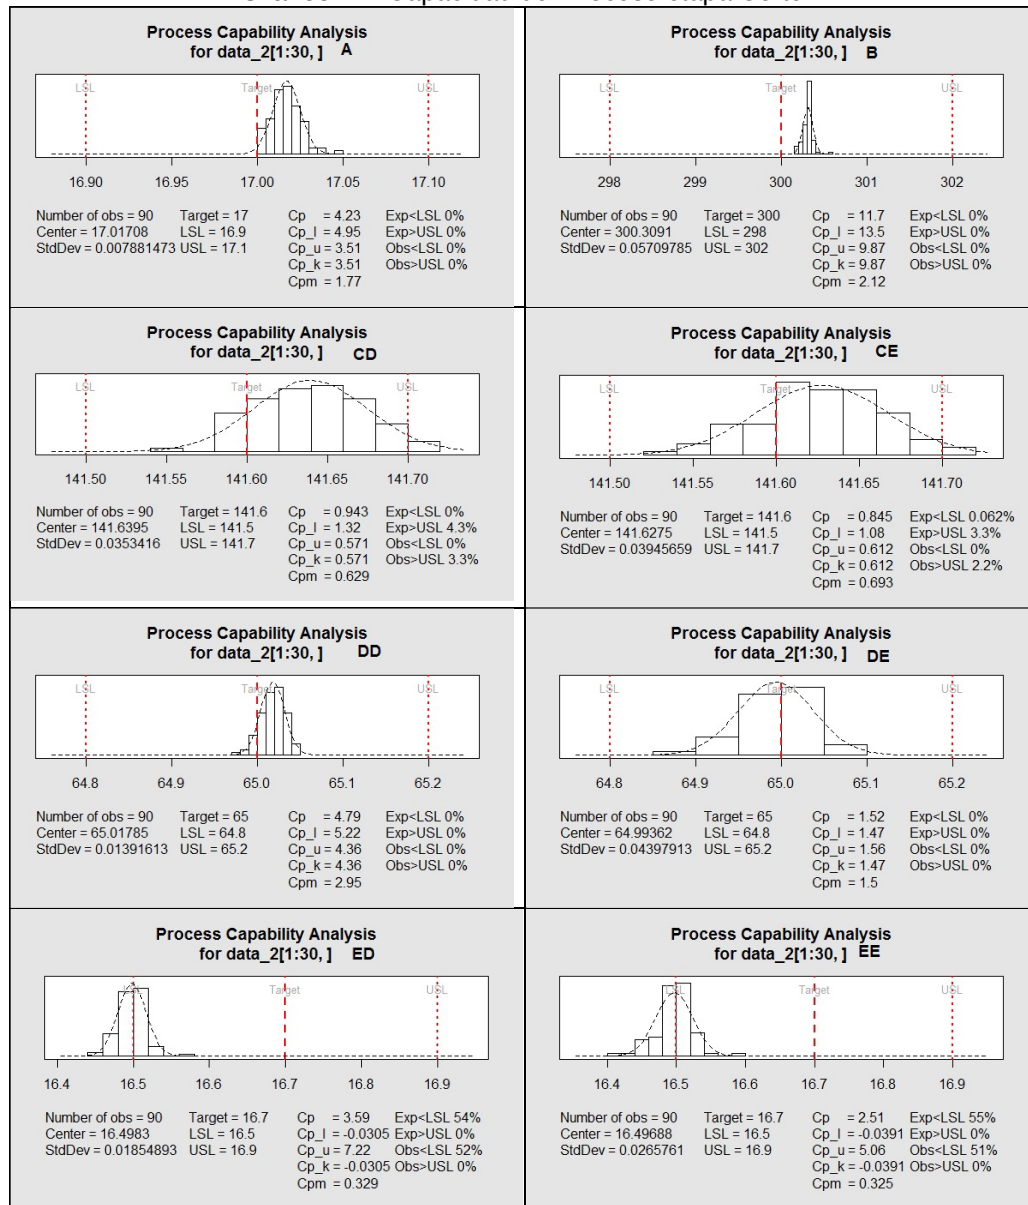 Process Capability Analysis
for data_2[1:30, ] A
LSL Target USL
16.90 16.95 17.00 17.05 17.10
Number of obs = 90 Target = 17 Cp = 4.23 Exp<LSL 0%
Center = 17.01708 LSL = 16.9 Cp_l = 4.95 Exp>USL 0%
StdDev = 0.007881473 USL = 17.1 Cp_u = 3.51 Obs<LSL 0%
Cp_k = 3.51 Obs>USL 0%
Cpm = 1.77
Process Capability Analysis
for data_2[1:30, ] B
LSL Target USL
298 299 300 301 302
Number of obs = 90 Target = 300 Cp = 11.7 Exp<LSL 0%
Center = 300.3091 LSL = 298 Cp_l = 13.5 Exp>USL 0%
StdDev = 0.05709785 USL = 302 Cp_u = 9.87 Obs<LSL 0%
Cp_k = 9.87 Obs>USL 0%
Cpm = 2.12
Process Capability Analysis
for data_2[1:30, ] CD
LSL Target USL
141.50 141.55 141.60 141.65 141.70
Number of obs = 90 Target = 141.6 Cp = 0.943 Exp<LSL 0%
Center = 141.6395 LSL = 141.5 Cp_l = 1.32 Exp>USL 4.3%
StdDev = 0.0353416 USL = 141.7 Cp_u = 0.571 Obs<LSL 0%
Cp_k = 0.571 Obs>USL 3.3%
Cpm = 0.629
Process Capability Analysis
for data_2[1:30, ] CE
LSL Target USL
141.50 141.55 141.60 141.65 141.70
Number of obs = 90 Target = 141.6 Cp = 0.845 Exp<LSL 0.062%
Center = 141.6275 LSL = 141.5 Cp_l = 1.08 Exp>USL 3.3%
StdDev = 0.03945659 USL = 141.7 Cp_u = 0.612 Obs<LSL 0%
Cp_k = 0.612 Obs>USL 2.2%
Cpm = 0.693
Process Capability Analysis
for data_2[1:30, ] DD
LSL Target USL
64.8 64.9 65.0 65.1 65.2
Number of obs = 90 Target = 65 Cp = 4.79 Exp<LSL 0%
Center = 65.01785 LSL = 64.8 Cp_l = 5.22 Exp>USL 0%
StdDev = 0.01391613 USL = 65.2 Cp_u = 4.36 Obs<LSL 0%
Cp_k = 4.36 Obs>USL 0%
Cpm = 2.95
Process Capability Analysis
for data_2[1:30, ] DE
LSL Target USL
64.8 64.9 65.0 65.1 65.2
Number of obs = 90 Target = 65 Cp = 1.52 Exp<LSL 0%
Center = 64.99362 LSL = 64.8 Cp_l = 1.47 Exp>USL 0%
StdDev = 0.04397913 USL = 65.2 Cp_u = 1.56 Obs<LSL 0%
Cp_k = 1.47 Obs>USL 0%
Cpm = 1.5
Process Capability Analysis
for data_2[1:30, ] ED
LSL Target USL
16.4 16.5 16.6 16.7 16.8 16.9
Number of obs = 90 Target = 16.7 Cp = 3.59 Exp<LSL 54%
Center = 16.4983 LSL = 16.5 Cp_l = -0.0305 Exp>USL 0%
StdDev = 0.01854893 USL = 16.9 Cp_u = 7.22 Obs<LSL 52%
Cp_k = -0.0305 Obs>USL 0%
Cpm = 0.329
Process Capability Analysis
for data_2[1:30, ] EE
LSL Target USL
16.4 16.5 16.6 16.7 16.8 16.9
Number of obs = 90 Target = 16.7 Cp = 2.51 Exp<LSL 55%
Center = 16.49688 LSL = 16.5 Cp_l = -0.0391 Exp>USL 0%
StdDev = 0.0265761 USL = 16.9 Cp_u = 5.06 Obs<LSL 51%
Cp_k = -0.0391 Obs>USL 0%
Cpm = 0.325